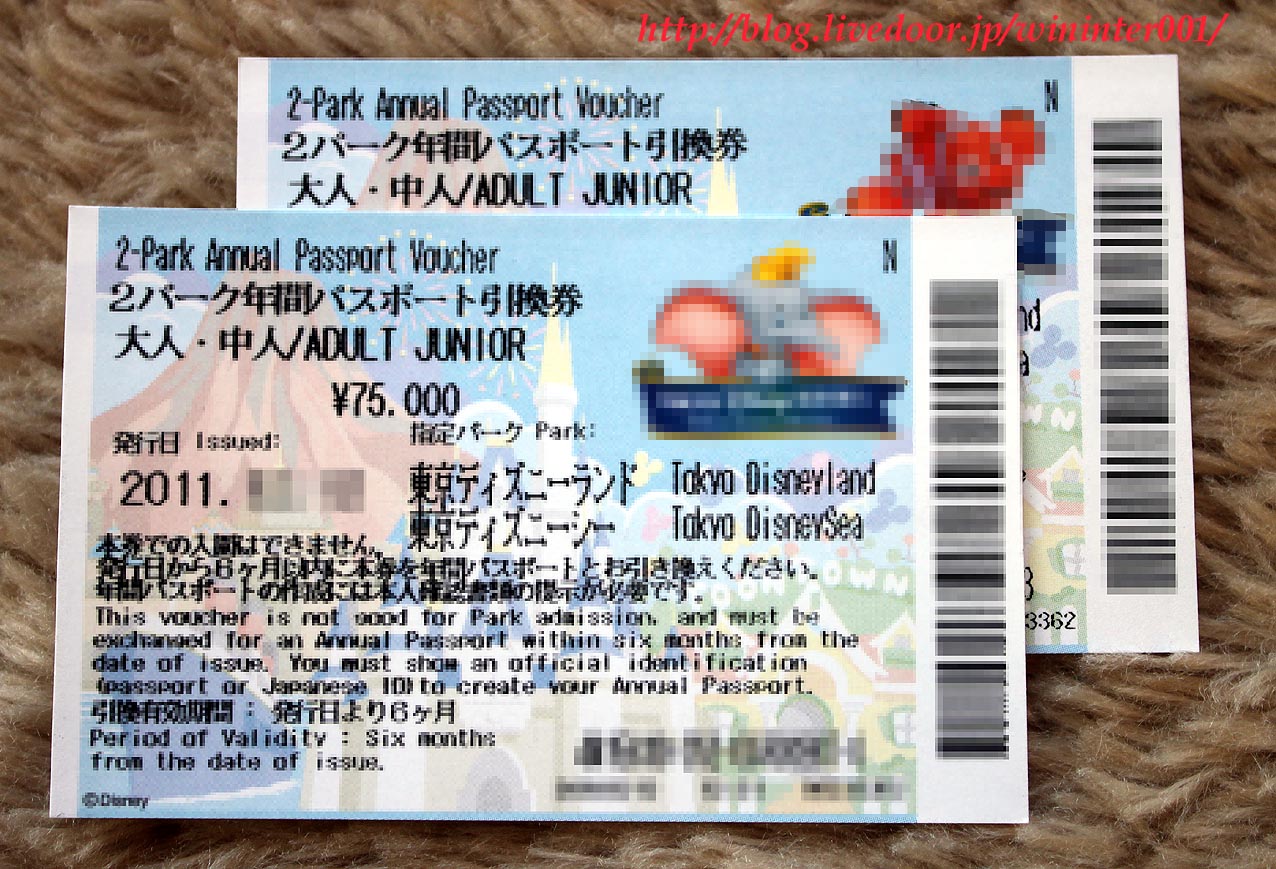 http://blog.livedoor.jp/wininter001/
2-Park Annual Passport Voucher
N
2パーク年間パスポート引換券
大人・中人/ADULT JUNIOR
nd
a
3
3362
2-Park Annual Passport Voucher
N
2パーク年間パスポート引換券
大人・中人/ADULT JUNIOR
¥75.000
発行日 Issued:
指定パーク Park:
2011.
東京ディズニーランド Tokyo Disneyland
東京ディズニーシー Tokyo DisneySea
本券での入園はできません。
発行日から6ヶ月以内に本券を年間パスポートとお引き換えください。
年間パスポートの作成には本人確認書類の提示が必要です。
This voucher is not good for Park admission, and must be
exchanged for an Annual Passport within six months from the
date of issue. You must show an official identification
(passport or Japanese ID)to create your Annual Passport.
引換有効期間 : 発行日より6ヶ月
Period of Validity : Six months
from the date of issue.
©Disney
TOON TOWN